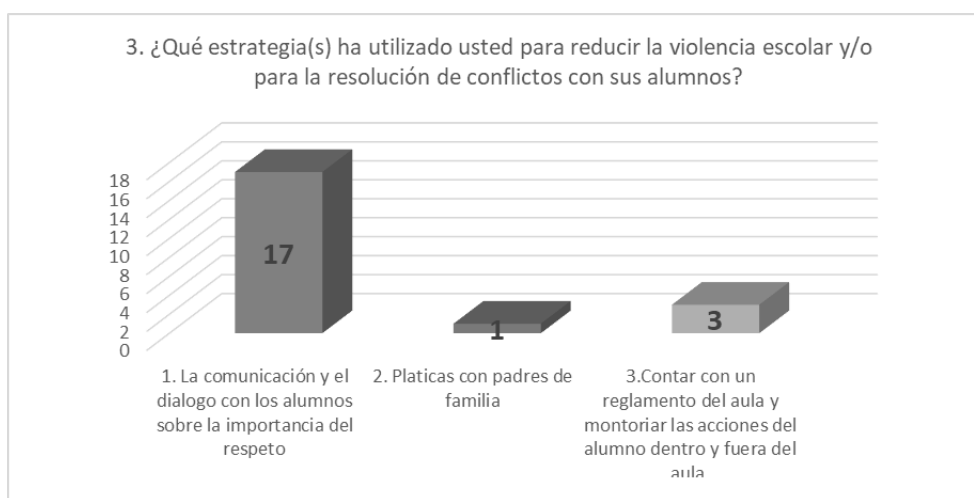 3. ¿Qué estrategia(s) ha utilizado usted para reducir la violencia escolar y/o
para la resolución de conflictos con sus alumnos?
18
16
14
12
10
8
6
4
2
0
17
1
3
1. La comunicación y el
dialogo con los alumnos
sobre la importancia del
respeto
2. Platicas con padres de
familia
3.Contar con un
reglamento del aula y
montoriar las acciones del
alumno dentro y fuera del
aula